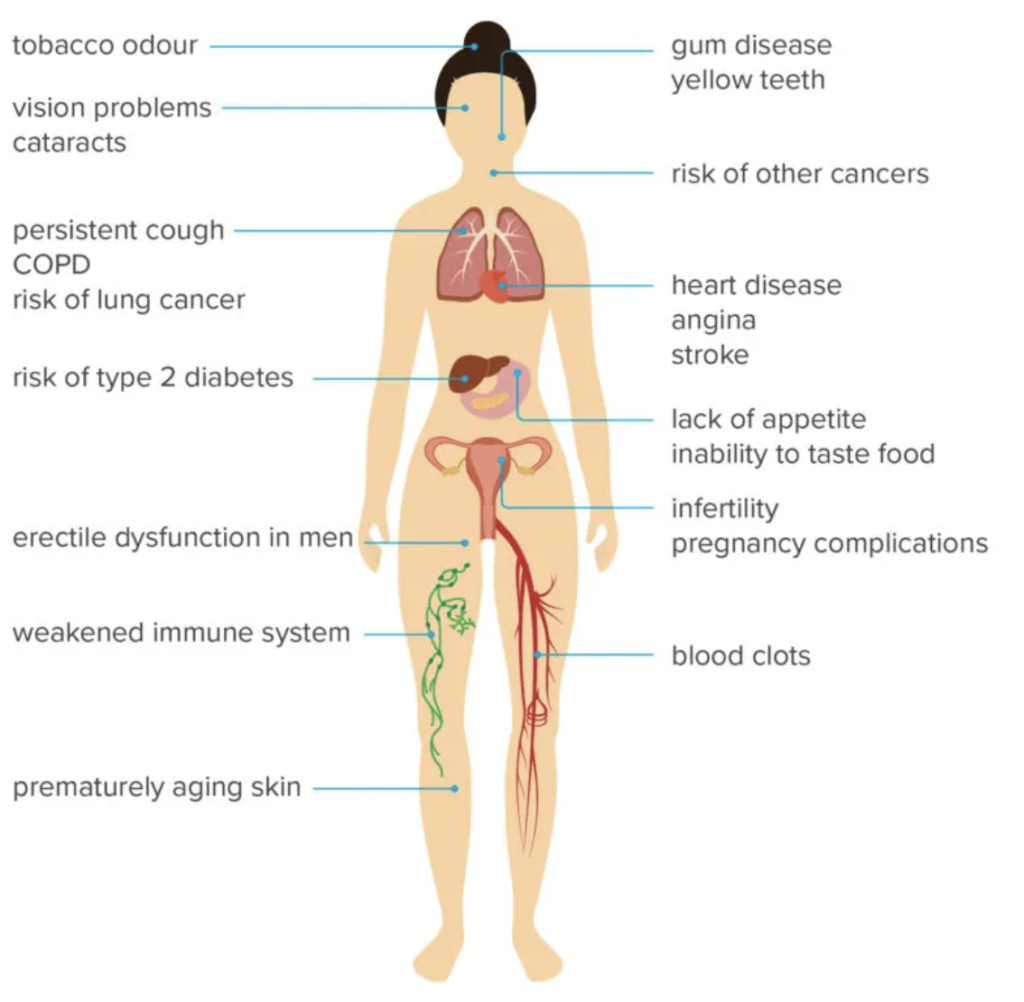 tobacco odour
vision problems
cataracts
persistent cough
COPD
risk of lung cancer
risk of type 2 diabetes
erectile dysfunction in men
weakened immune system
prematurely aging skin
gum disease
yellow teeth
risk of other cancers
heart disease
angina
stroke
lack of appetite
inability to taste food
infertility
pregnancy complications
blood clots